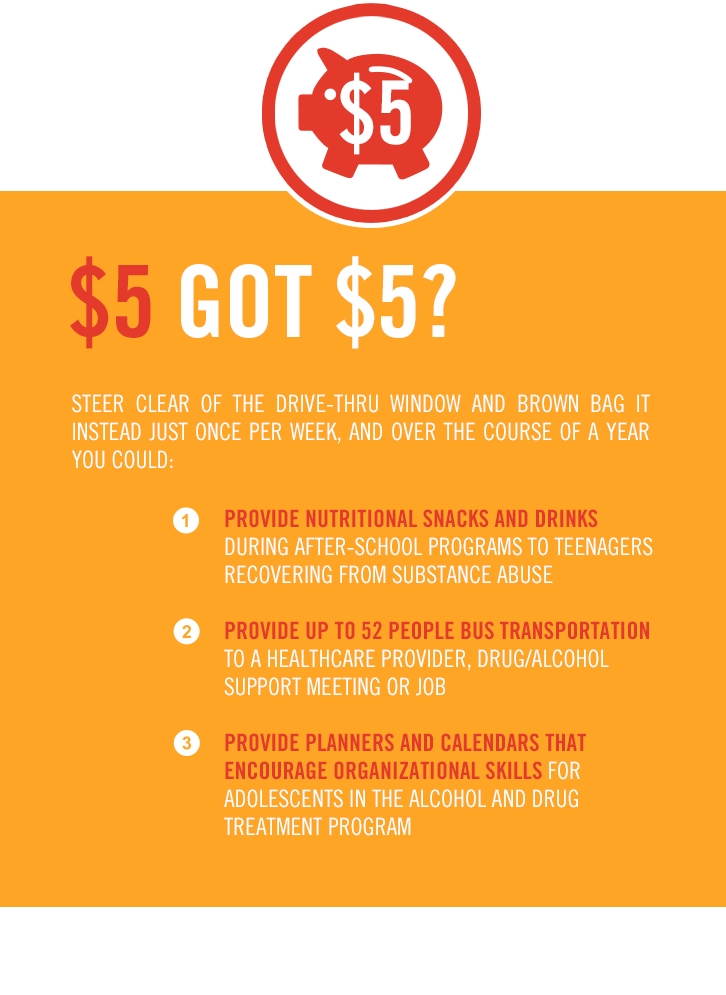 $5
$5 GOT $5?
STEER CLEAR OF THE DRIVE-THRU WINDOW AND BROWN BAG IT
INSTEAD JUST ONCE PER WEEK, AND OVER THE COURSE OF A YEAR
YOU COULD:
1 PROVIDE NUTRITIONAL SNACKS AND DRINKS
DURING AFTER-SCHOOL PROGRAMS TO TEENAGERS
RECOVERING FROM SUBSTANCE ABUSE
2 PROVIDE UP TO 52 PEOPLE BUS TRANSPORTATION
TO A HEALTHCARE PROVIDER, DRUG/ALCOHOL
SUPPORT MEETING OR JOB
3 PROVIDE PLANNERS AND CALENDARS THAT
ENCOURAGE ORGANIZATIONAL SKILLS FOR
ADOLESCENTS IN THE ALCOHOL AND DRUG
TREATMENT PROGRAM